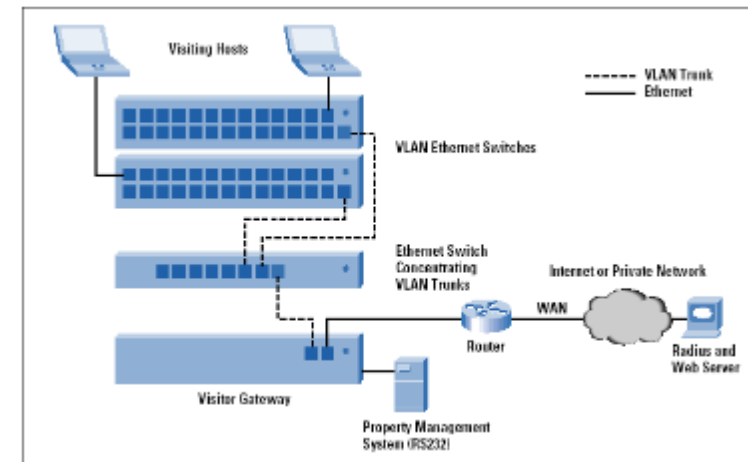 Visiting Hosts
VLAN Trunk
Ethernet
VLAN Ethernet Switches
Ethernet Switch
Concentrating
VLAN Trunks
Internet or Private Network
WAN
Router
Radius and
Web Server
Visitor Gateway
Property Management
System (RS232)